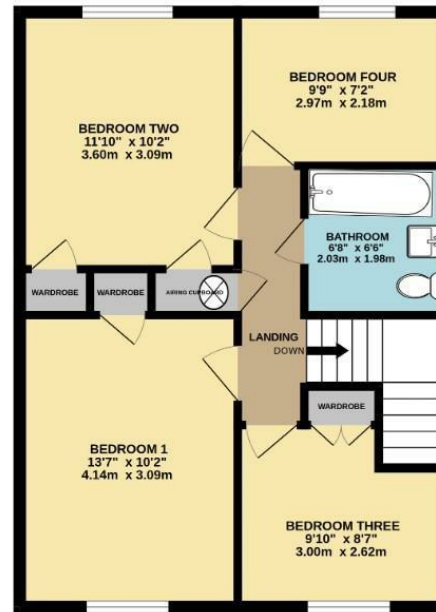 BEDROOM TWO
11'10" x 10'2"
3.60m x 3.09m
BEDROOM FOUR
9'9" x 7'2"
2.97m x 2.18m
BATHROOM
6'8" x 6'6"
2.03m x 1.98m
WARDROBE
WARDROBE
AIRING CUPBOARD
LANDING
DOWN
WARDROBE
BEDROOM 1
13'7" x 10'2"
4.14m x 3.09m
BEDROOM THREE
9'10" x 8'7"
3.00m x 2.62m